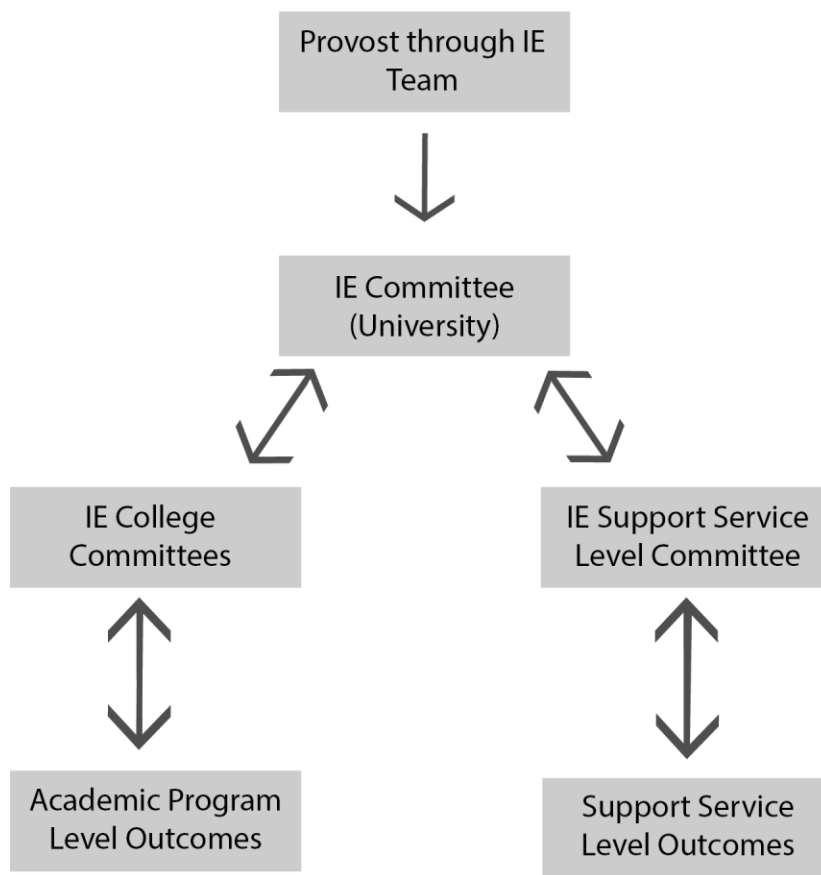 Provost through IE
Team
IE Committee
(University)
IE College
Committees
IE Support Service
Level Committee
Academic Program
Level Outcomes
Support Service
Level Outcomes